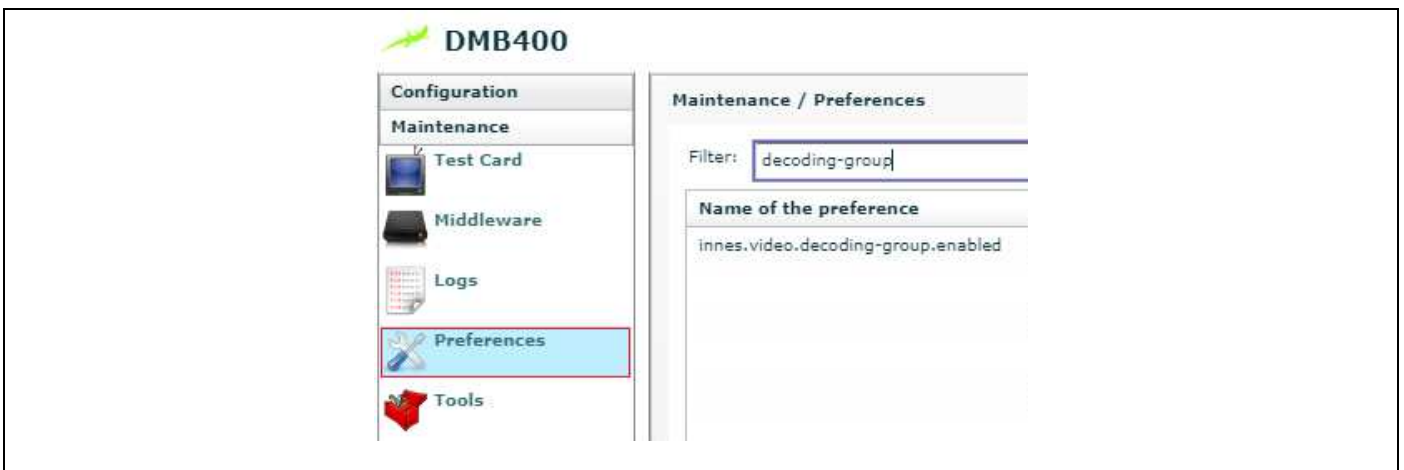 DMB400
Configuration
Maintenance
Test Card
Middleware
Logs
Preferences
Tools
Maintenance / Preferences
Filter: decoding-group
Name of the preference
innes.video.decoding-group.enabled